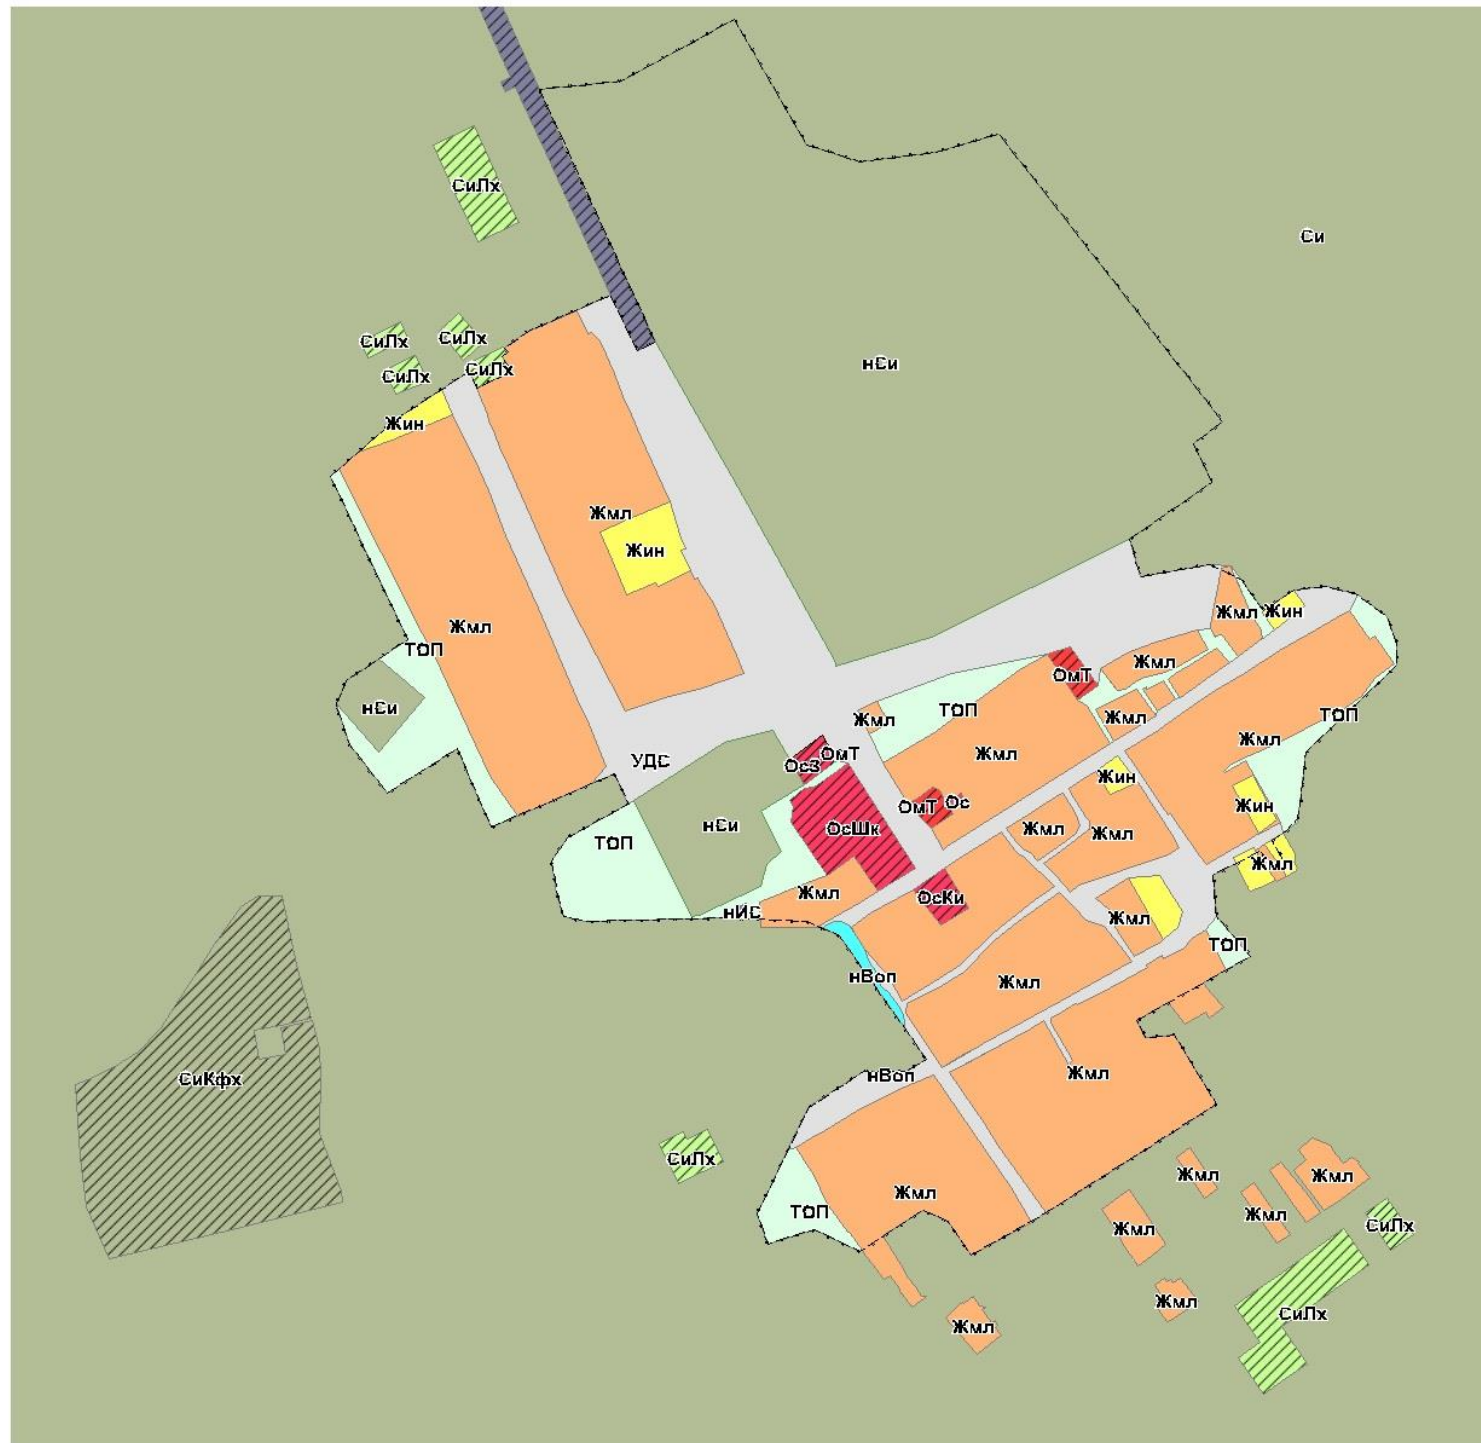 СиЛх
Си
СиЛх
СиЛх
нСи
СиЛх
СиЛх
Жин
Жмл
Жин
Жмл
Жин
Жмл
ТОП
Жмл
ОмТ
нСи
ТОП
Жмл
Жмл
ТОП
Жмл
Жмл
ОмТ
УДС
ОсЗ
Жин
ОмТ
Ос
Жин
нСи
ОсШк
Жмл
Жмл
ТОП
Жмл
Жмл
ОсКи
нИС
Жмл
ТОП
нВоп
Жмл
нВоп
Жмл
СиКфх
СиЛх
Жмл
Жмл
Жмл
ТОП
Жмл
Жмл
СиЛх
Жмл
СиЛх
Жмл